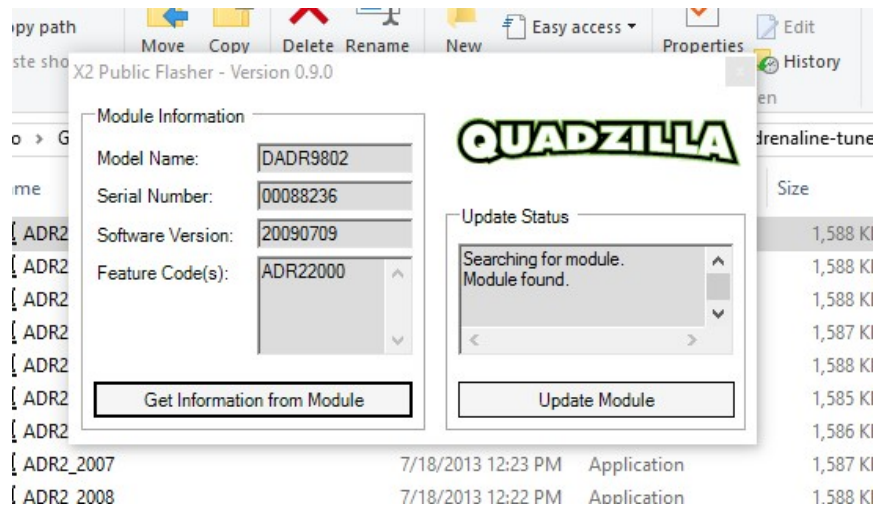 py path
ste sho
Move Copy Delete Rename New Easy access Properties Edit
History
en
X2 Public Flasher - Version 0.9.0
x
Module Information
Model Name: DADR9802
Serial Number: 00088236
Software Version: 20090709
Feature Code(s): ADR22000
Get Information from Module
QUADZILLA
Update Status
Searching for module.
Module found.
Update Module
o > G
drenaline-tune
me
Size
ADR2 1,588 K
ADR2 1,588 K
ADR2 1,588 K
ADR2 1,587 K
ADR2 1,588 K
ADR2 1,585 K
ADR2 1,586 K
ADR2_2007 7/18/2013 12:23 PM Application 1,587 K
ADR2_2008 7/18/2013 12:22 PM Application 1,588 K